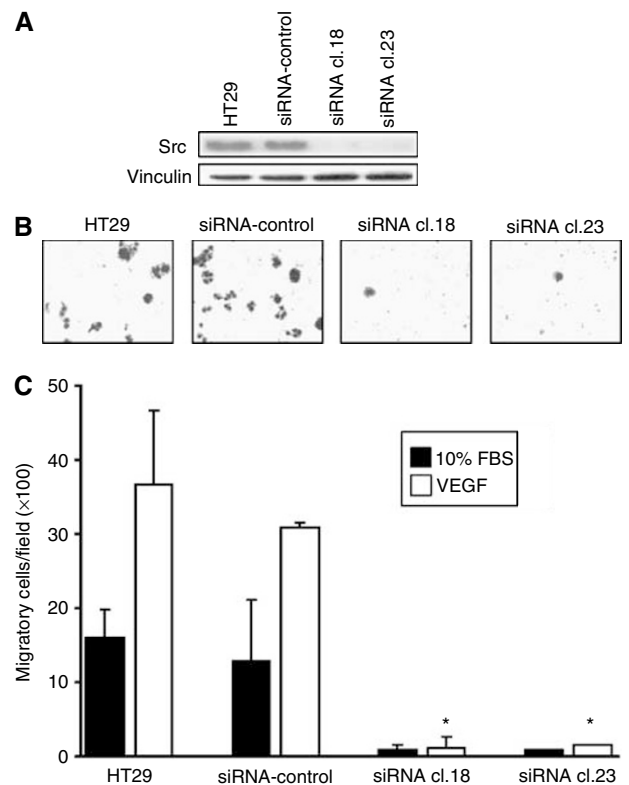 A
HT29
siRNA-control
siRNA cl.18
siRNA cl.23
Src
Vinculin
B
HT29
siRNA-control
siRNA cl.18
siRNA cl.23
C
Migratory cells/field (×100)
50
40
30
20
10
0
10% FBS
VEGF
*
*
HT29
siRNA-control
siRNA cl.18
siRNA cl.23